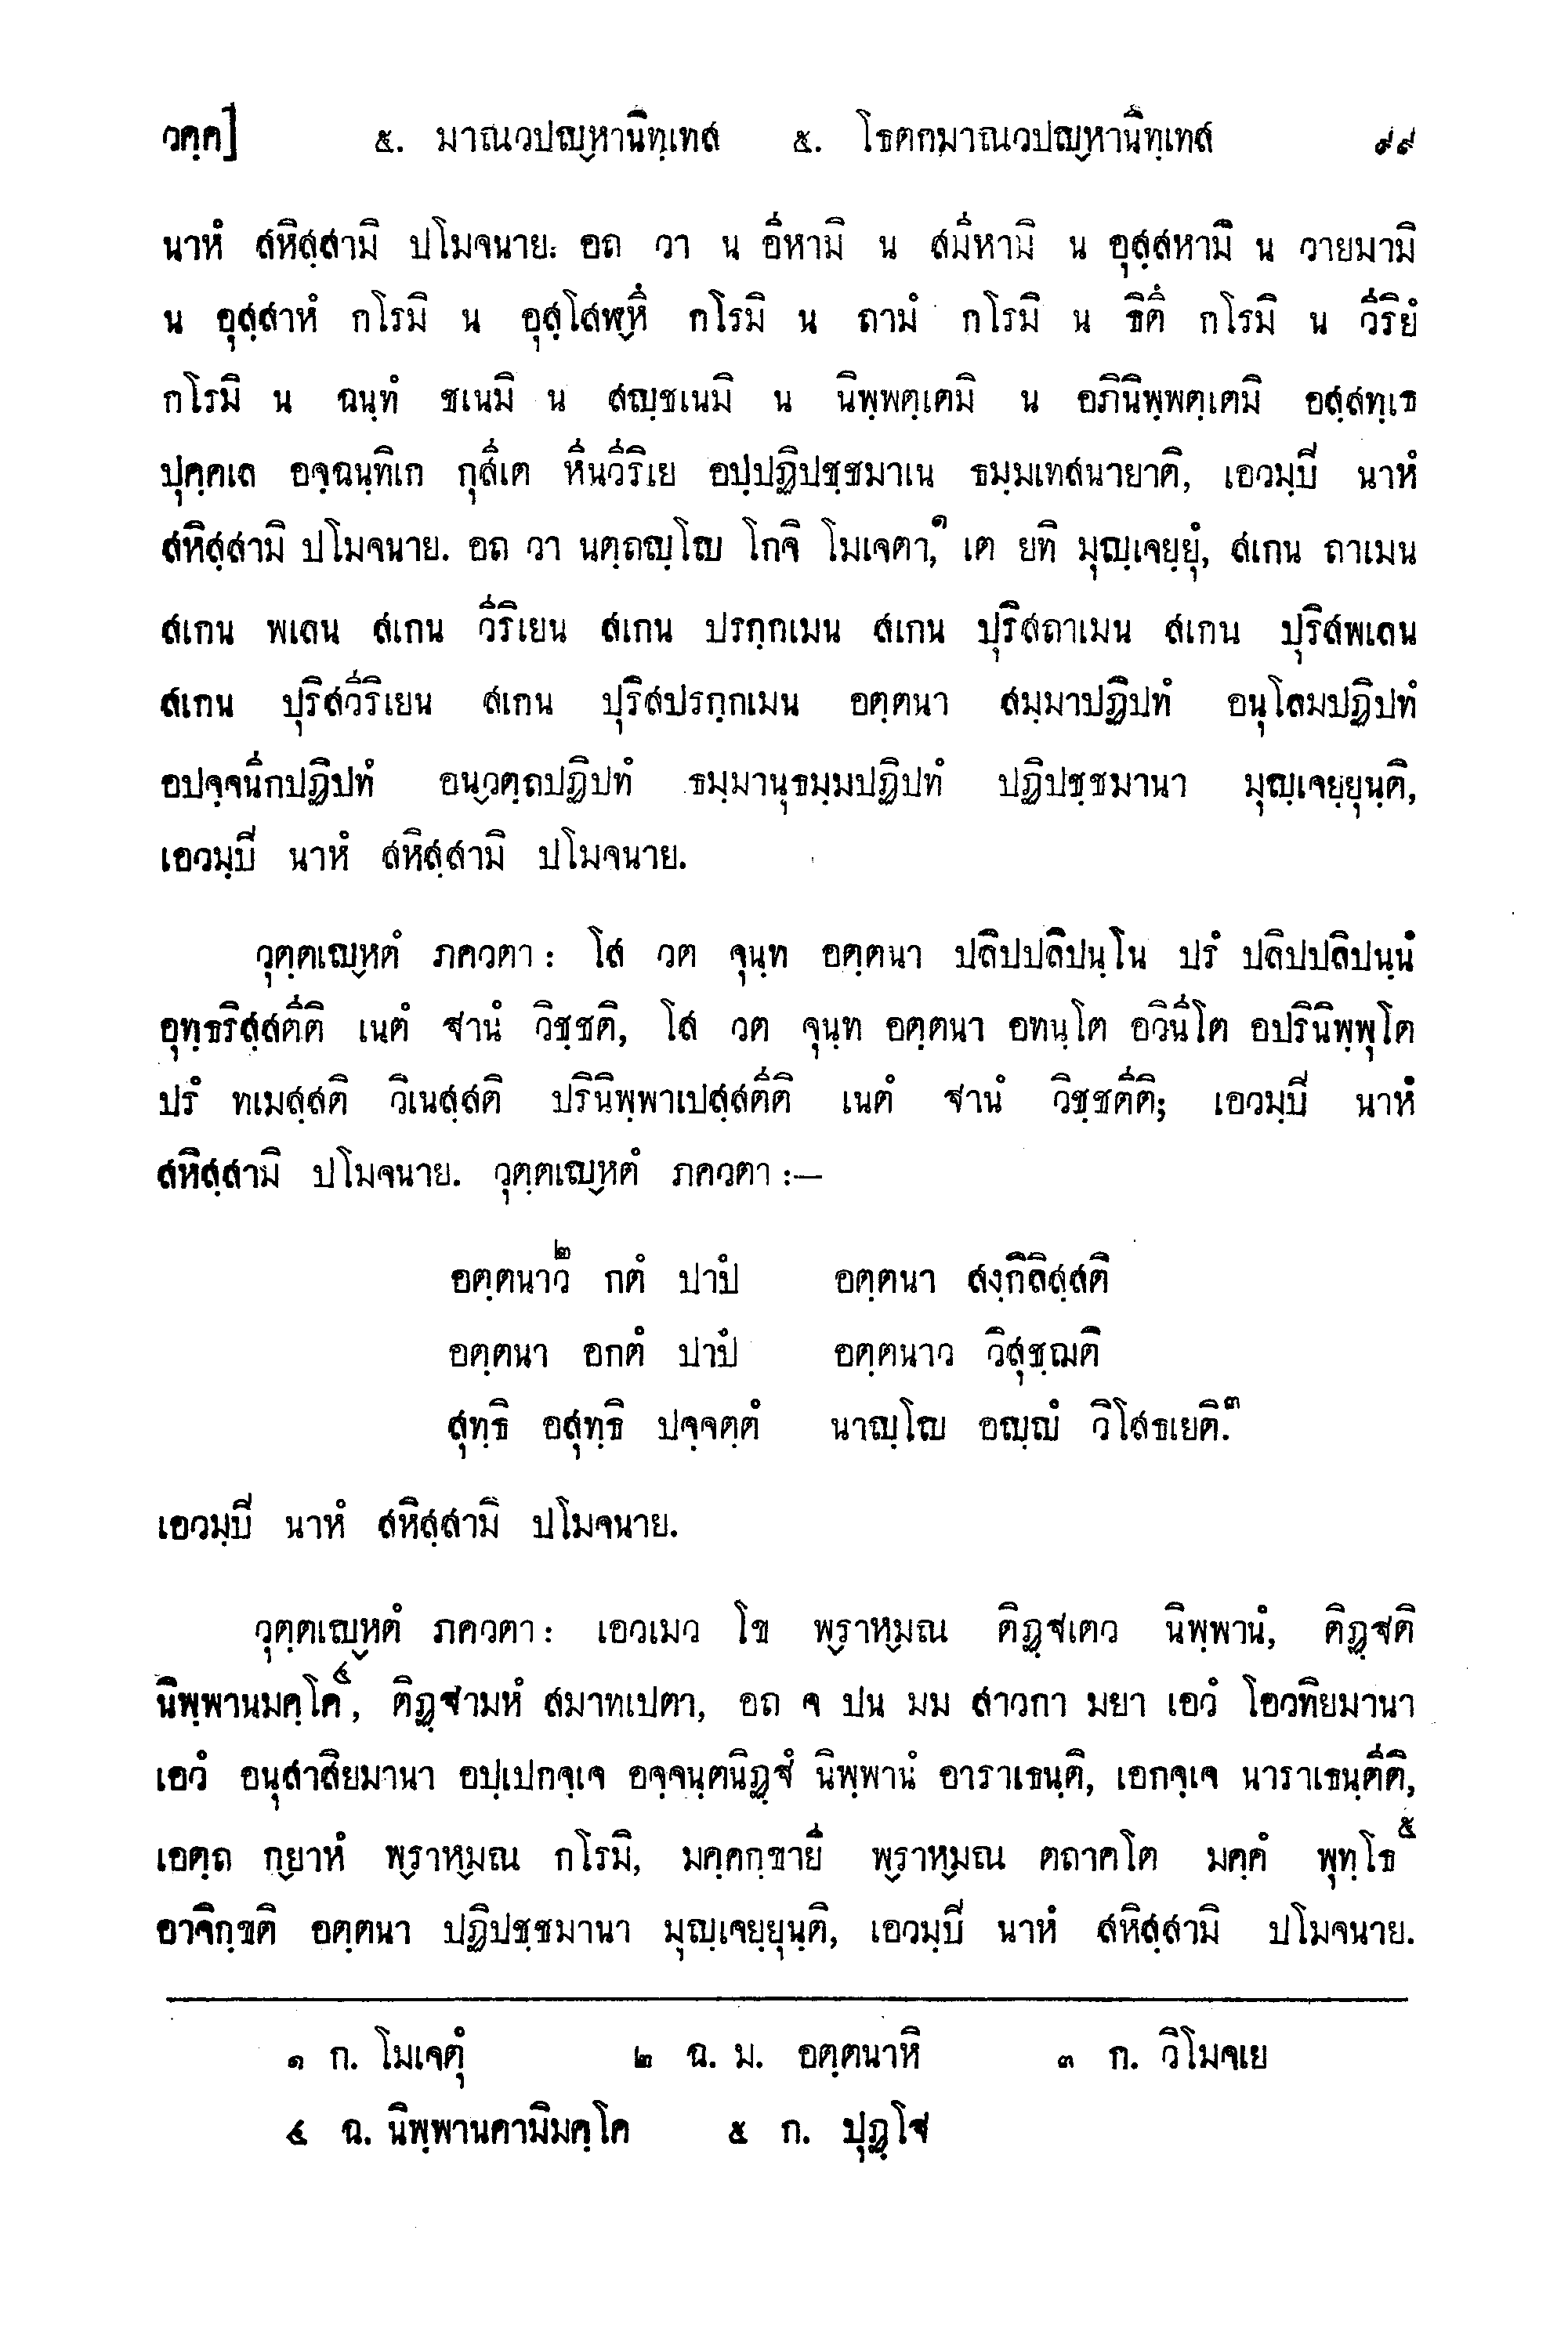 วคฺค] ๕. มาณวปญฺหานิทฺเทส ๕. โธตกมาณวปญฺหานิทฺเทส ๙๙
นาหํ สหิสฺสามิ ปโมจนาย. อถ วา น อีหามิ น สมีหามิ น อุสฺสหามิ น วายมามิ
น อุสฺสาหํ กโรมิ น อุสฺโสฬฺหึ กโรมิ น ถามํ กโรมิ น ธิตึ กโรมิ น วีริยํ
กโรมิ น ฉนฺทํ ชเนมิ น สญฺชเนมิ น นิพฺพตฺเตมิ น อภินิพฺพตฺเตมิ อสฺสทฺเธ
ปุคฺคเล อจฺฉนฺทิเก กุสีเต หีนวีริเย อปฺปฏิปชฺชมาเน ธมฺมเทสนายาติ, เอวมฺปิ นาหํ
สหิสฺสามิ ปโมจนาย. อถ วา นตฺถญฺโญ โกจิ โมเจตา,๑ เต ยทิ มุญฺเจยฺยุํ, สเกน ถาเมน
สเกน พเลน สเกน วีริเยน สเกน ปรกฺกเมน สเกน ปุริสถาเมน สเกน ปุริสพเลน
สเกน ปุริสวีริเยน สเกน ปุริสปรกฺกเมน อตฺตนา สมฺมาปฏิปทํ อนุโลมปฏิปทํ
อปจฺจนีกปฏิปทํ อนฺวตฺถปฏิปทํ ธมฺมานุธมฺมปฏิปทํ ปฏิปชฺชมานา มุญฺเจยฺยุนฺติ,
เอวมฺปิ นาหํ สหิสฺสามิ ปโมจนาย.
วุตฺตเญฺหตํ ภควตา : โส วต จุนฺท อตฺตนา ปลิปปลิปนฺโน ปรํ ปลิปปลิปนฺนํ
อุทฺธริสฺสตีติ เนตํ ฐานํ วิชฺชติ, โส วต จุนฺท อตฺตนา อทนฺโต อวินีโต อปรินิพฺพุโต
ปรํ ทเมสฺสติ วิเนสฺสติ ปรินิพฺพาเปสฺสตีติ เนตํ ฐานํ วิชฺชตีติ; เอวมฺปิ นาหํ
สหิสฺสามิ ปโมจนาย. วุตฺตเญฺหตํ ภควตา :—
อตฺตนาว๒ กตํ ปาปํ อตฺตนา สงฺกิลิสฺสติ
อตฺตนา อกตํ ปาปํ อตฺตนาว วิสุชฺฌติ
สุทฺธิ อสุทฺธิ ปจฺจตฺตํ นาญฺโญ อญฺญํ วิโสธเยติ.๓
เอวมฺปิ นาหํ สหิสฺสามิ ปโมจนาย.
วุตฺตเญฺหตํ ภควตา : เอวเมว โข พฺราหฺมณ ติฏฺฐเตว นิพฺพานํ, ติฏฺฐติ
นิพฺพานมคฺโค๔, ติฏฺฐามหํ สมาทเปตา, อถ จ ปน มม สาวกา มยา เอวํ โอวทิยมานา
เอวํ อนุสาสิยมานา อปฺเปกจฺเจ อจฺจนฺตนิฏฺฐํ นิพฺพานํ อาราเธนฺติ, เอกจฺเจ นาราเธนฺตีติ,
เอตฺถ กฺยาหํ พฺราหฺมณ กโรมิ, มคฺคกฺขายี พฺราหฺมณ ตถาคโต มคฺคํ พุทฺโธ๕
อาจิกฺขติ อตฺตนา ปฏิปชฺชมานา มุญฺเจยฺยุนฺติ, เอวมฺปิ นาหํ สหิสฺสามิ ปโมจนาย.
๑ ก. โมเจตุํ ๒ ฉ. ม. อตฺตนาหิ ๓ ก. วิโมจเย
๔ ฉ. นิพฺพานคามิมคฺโค ๕ ก. ปุฏฺโฐ